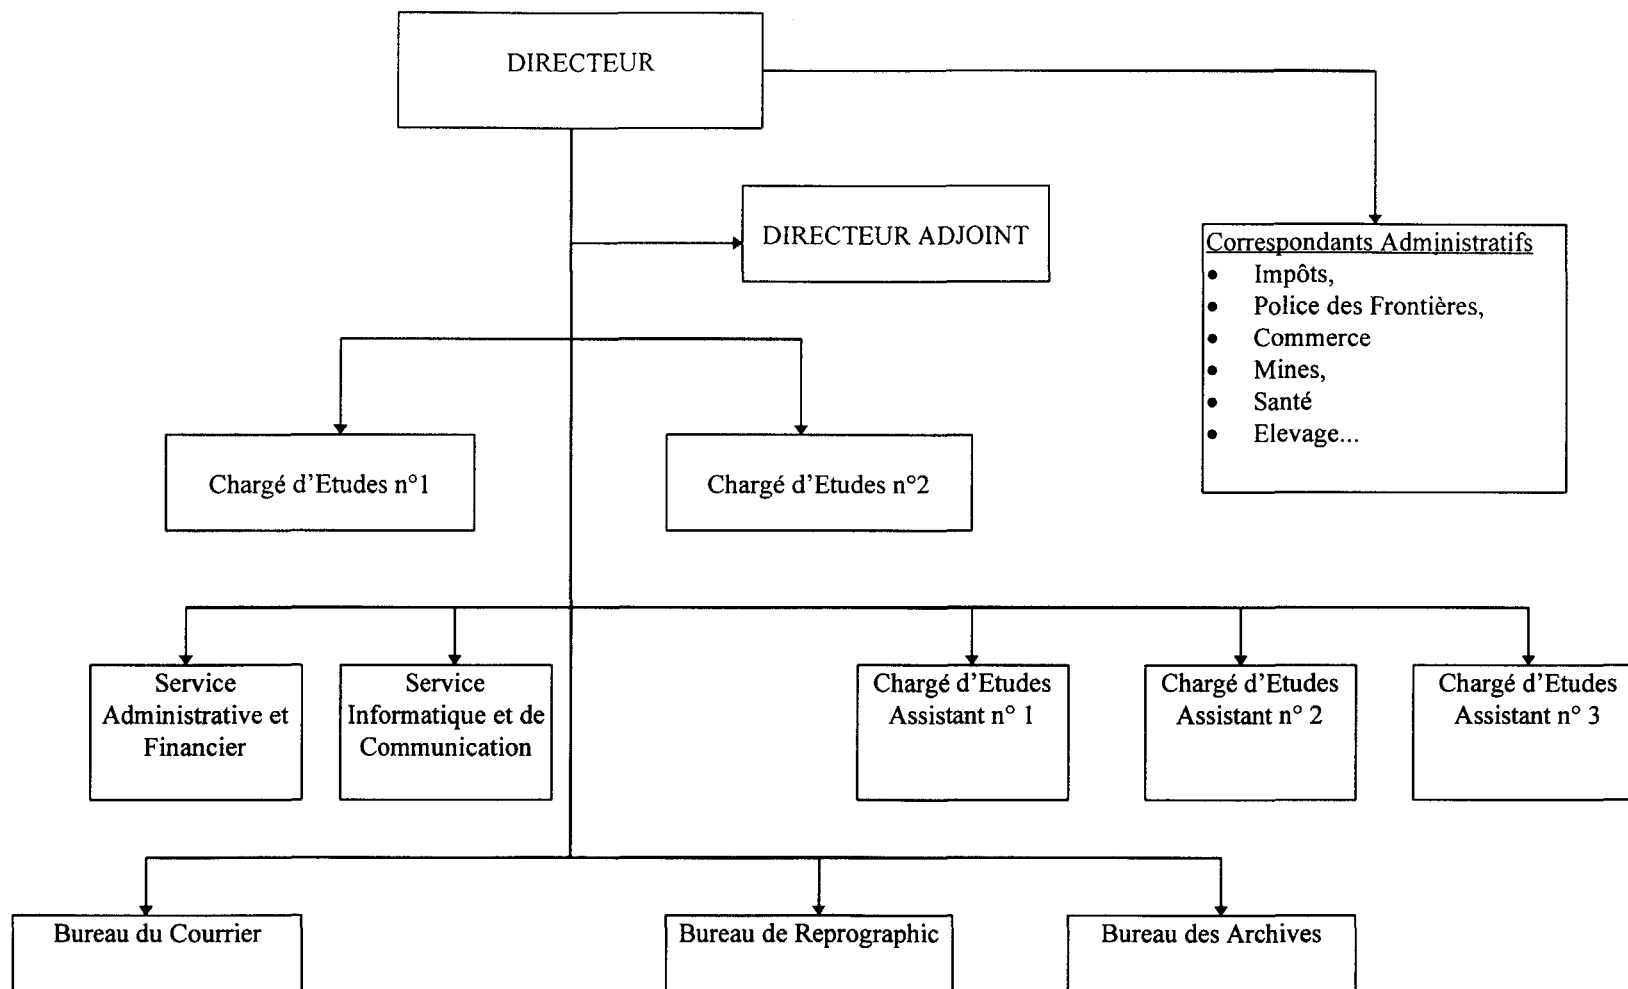 DIRECTEUR
DIRECTEUR ADJOINT
Correspondants Administratifs
• Impôts,
• Police des Frontières,
• Commerce
• Mines,
• Santé
• Elevage...
Chargé d'Etudes n°1
Chargé d'Etudes n°2
Service
Administrative et
Financier
Service
Informatique et de
Communication
Chargé d'Etudes
Assistant n° 1
Chargé d'Etudes
Assistant n° 2
Chargé d'Etudes
Assistant n° 3
Bureau du Courrier
Bureau de Reprographic
Bureau des Archives